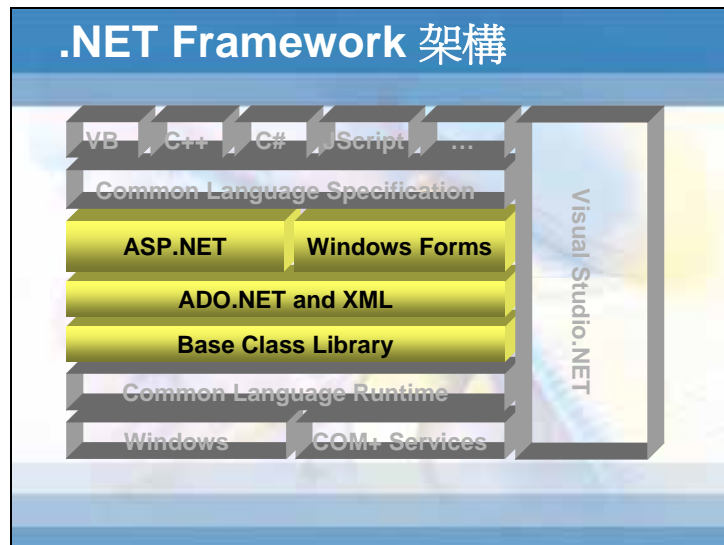 .NET Framework 架構
VB C++ C# JScript ...
Common Language Specification
ASP.NET Windows Forms
ADO.NET and XML
Base Class Library
Common Language Runtime
Windows COM+ Services
Visual Studio.NET